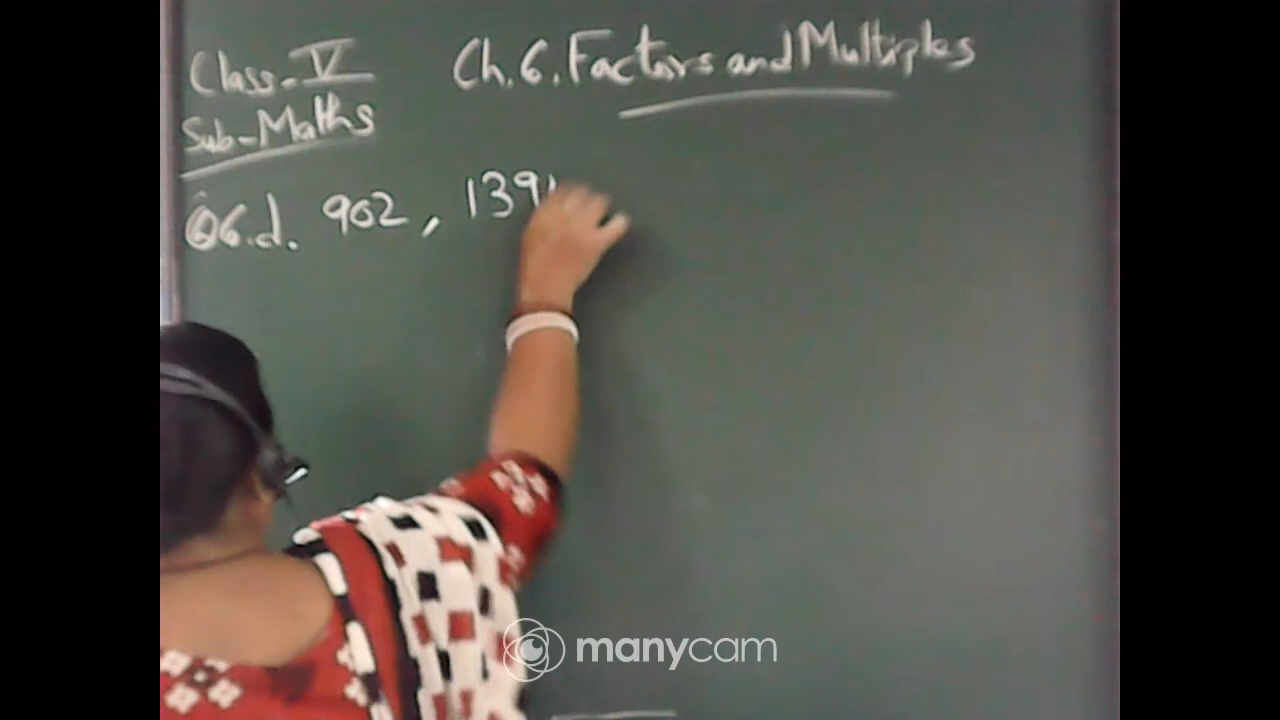 Class-V Ch.6. Factors and Multiples
Sub-Maths
Q6.d. 902, 139
manycam